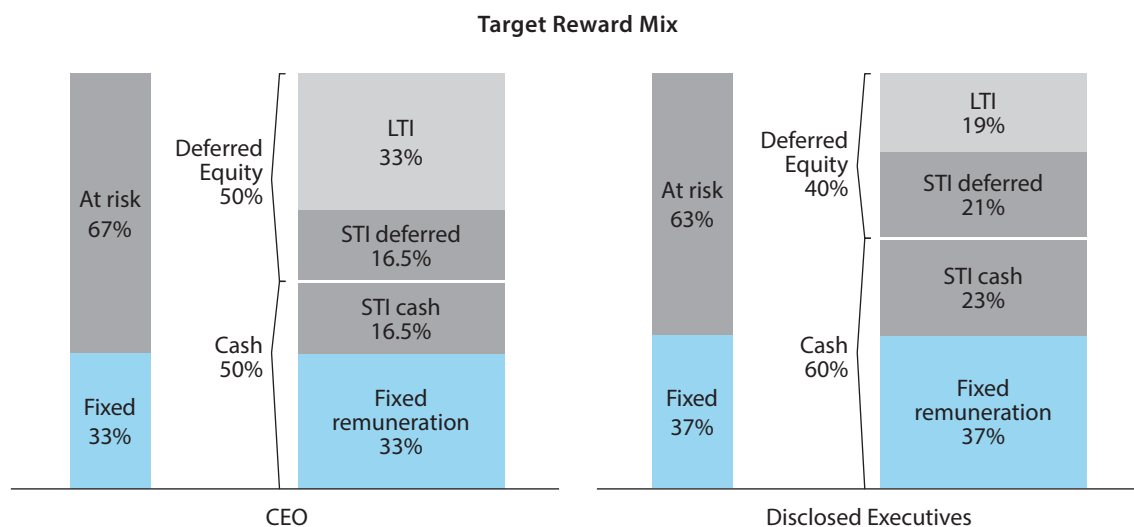 Target Reward Mix
At risk
67%
Fixed
33%
Deferred
Equity
50%
Cash
50%
LTI
33%
STI deferred
16.5%
STI cash
16.5%
Fixed
remuneration
33%
CEO
At risk
63%
Fixed
37%
Deferred
Equity
40%
Cash
60%
LTI
19%
STI deferred
21%
STI cash
23%
Fixed
remuneration
37%
Disclosed Executives